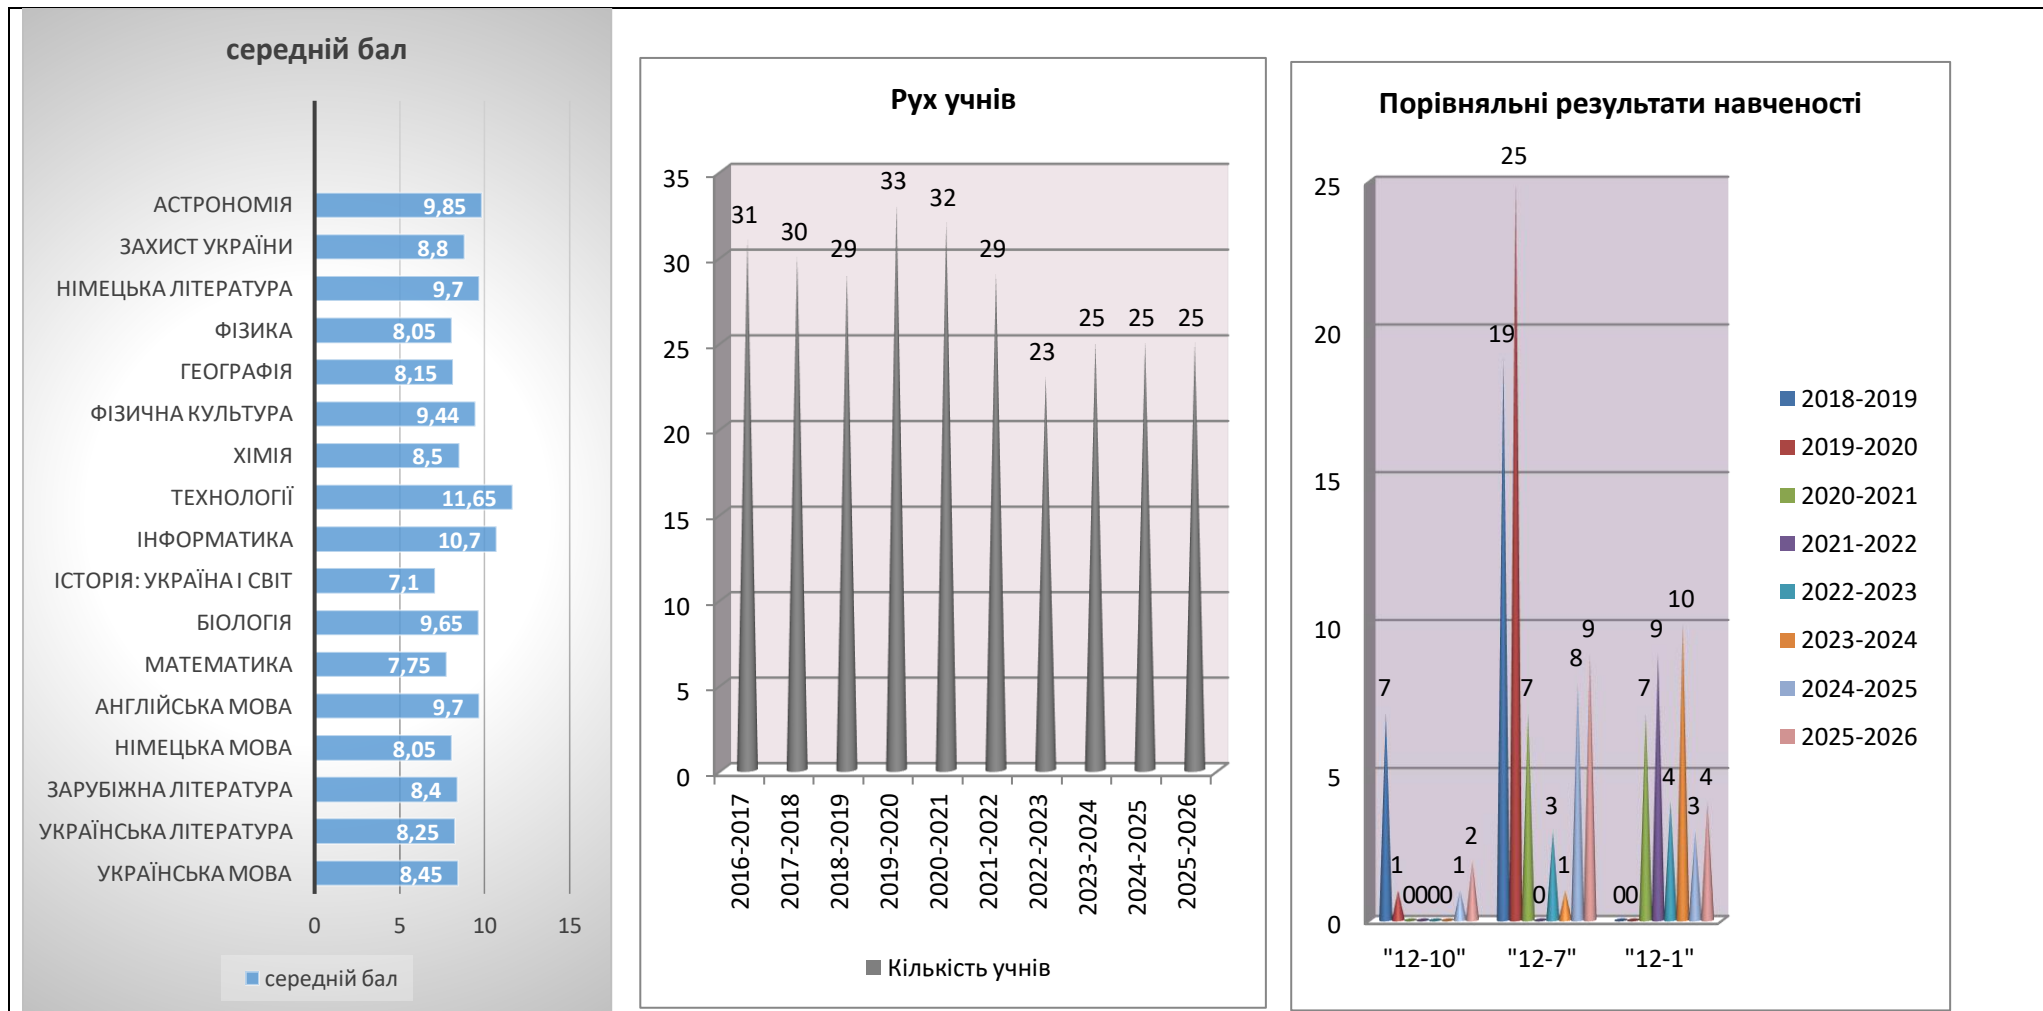 середній бал
АСТРОНОМІЯ 9,85
ЗАХИСТ УКРАЇНИ 8,8
НІМЕЦЬКА ЛІТЕРАТУРА 9,7
ФІЗИКА 8,05
ГЕОГРАФІЯ 8,15
ФІЗИЧНА КУЛЬТУРА 9,44
ХІМІЯ 8,5
ТЕХНОЛОГІЇ 11,65
ІНФОРМАТИКА 10,7
ІСТОРІЯ: УКРАЇНА І СВІТ 7,1
БІОЛОГІЯ 9,65
МАТЕМАТИКА 7,75
АНГЛІЙСЬКА МОВА 9,7
НІМЕЦЬКА МОВА 8,05
ЗАРУБІЖНА ЛІТЕРАТУРА 8,4
УКРАЇНСЬКА ЛІТЕРАТУРА 8,25
УКРАЇНСЬКА МОВА 8,45
0 5 10 15
середній бал
Рух учнів
35
30
25
20
15
10
5
0
31 30 29 33 32 29 23 25 25 25
2016-2017
2017-2018
2018-2019
2019-2020
2020-2021
2021-2022
2022-2023
2023-2024
2024-2025
2025-2026
Кількість учнів
Порівняльні результати навченості
25
20
15
10
5
0
7 1 0 0 0 0 1 2
19 25 7 0 3 1 8 9
0 0 7 9 4 10 3 4
"12-10" "12-7" "12-1"
2018-2019
2019-2020
2020-2021
2021-2022
2022-2023
2023-2024
2024-2025
2025-2026